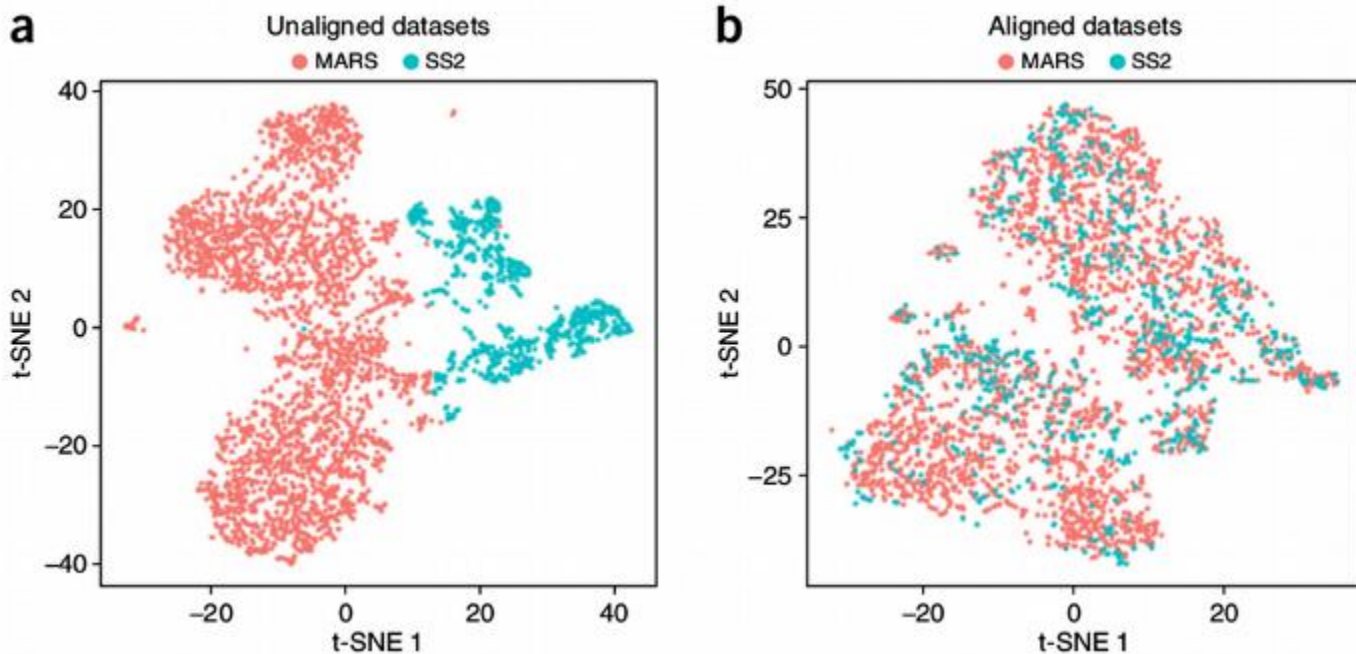 a
Unaligned datasets
MARS SS2
40
20
0
−20
−40
t-SNE 2
−20 0 20 40
t-SNE 1
b
Aligned datasets
MARS SS2
50
25
0
−25
t-SNE 2
−20 0 20
t-SNE 1